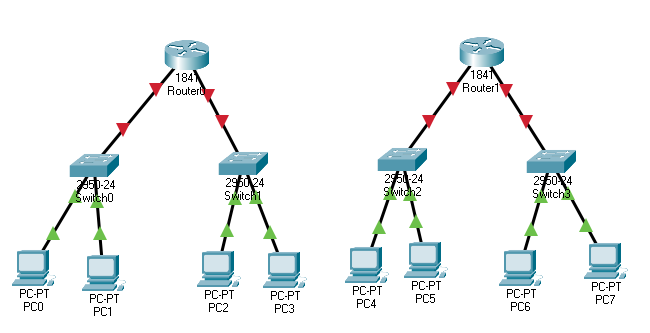 1841
Router0
1841
Router1
2950-24
Switch0
2950-24
Switch1
2950-24
Switch2
2950-24
Switch3
PC-PT
PC0
PC-PT
PC1
PC-PT
PC2
PC-PT
PC3
PC-PT
PC4
PC-PT
PC5
PC-PT
PC6
PC-PT
PC7